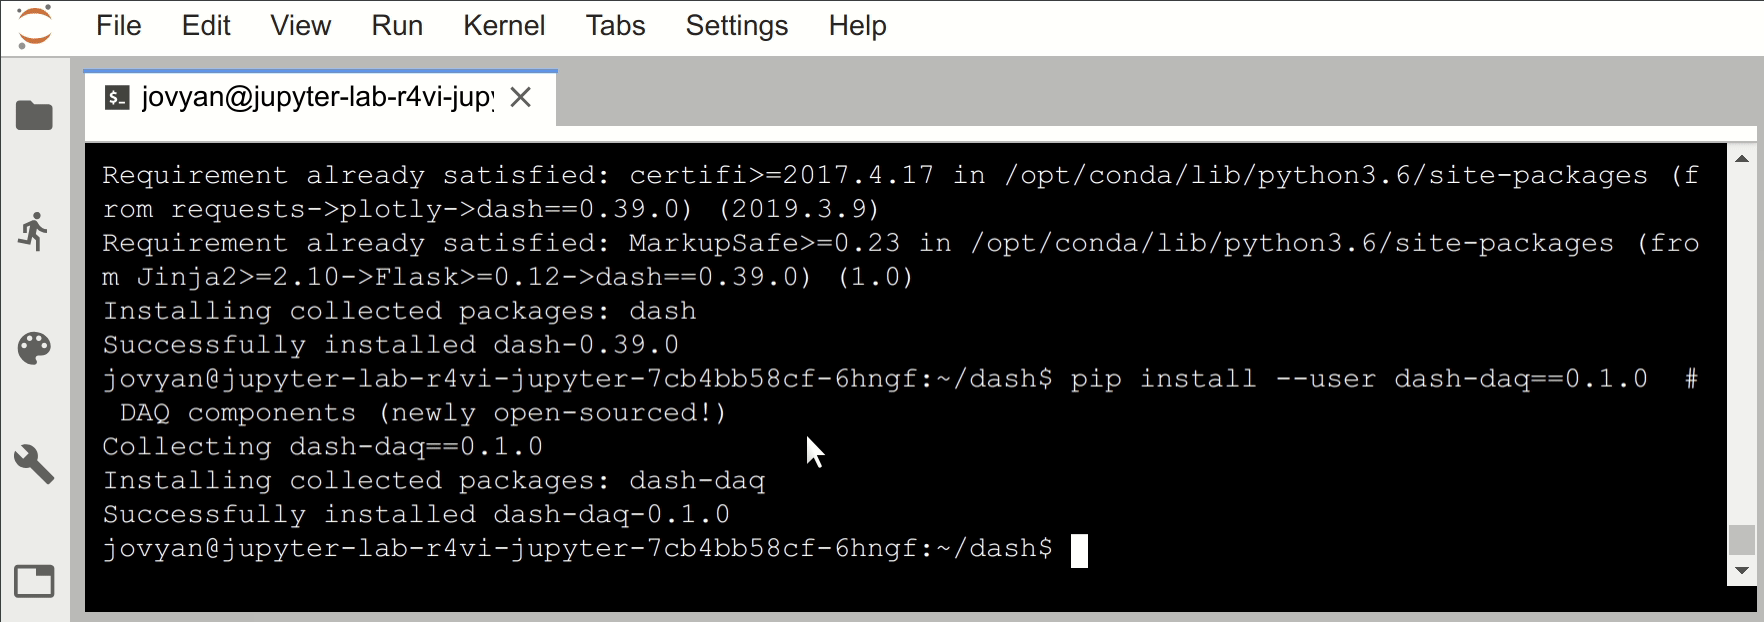 File Edit View Run Kernel Tabs Settings Help
$_ jovyan@jupyter-lab-r4vi-jupy
Requirement already satisfied: certifi>=2017.4.17 in /opt/conda/lib/python3.6/site-packages (f
rom requests->plotly->dash==0.39.0) (2019.3.9)
Requirement already satisfied: MarkupSafe>=0.23 in /opt/conda/lib/python3.6/site-packages (fro
m Jinja2>=2.10->Flask>=0.12->dash==0.39.0) (1.0)
Installing collected packages: dash
Successfully installed dash-0.39.0
jovyan@jupyter-lab-r4vi-jupyter-7cb4bb58cf-6hngf:~/dash$ pip install --user dash-daq==0.1.0  #
 DAQ components (newly open-sourced!)
Collecting dash-daq==0.1.0
Installing collected packages: dash-daq
Successfully installed dash-daq-0.1.0
jovyan@jupyter-lab-r4vi-jupyter-7cb4bb58cf-6hngf:~/dash$